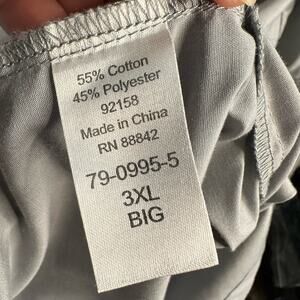 55% Cotton
45% Polyester
92158
Made in China
RN 88842
79-0995-5
3XL
BIG